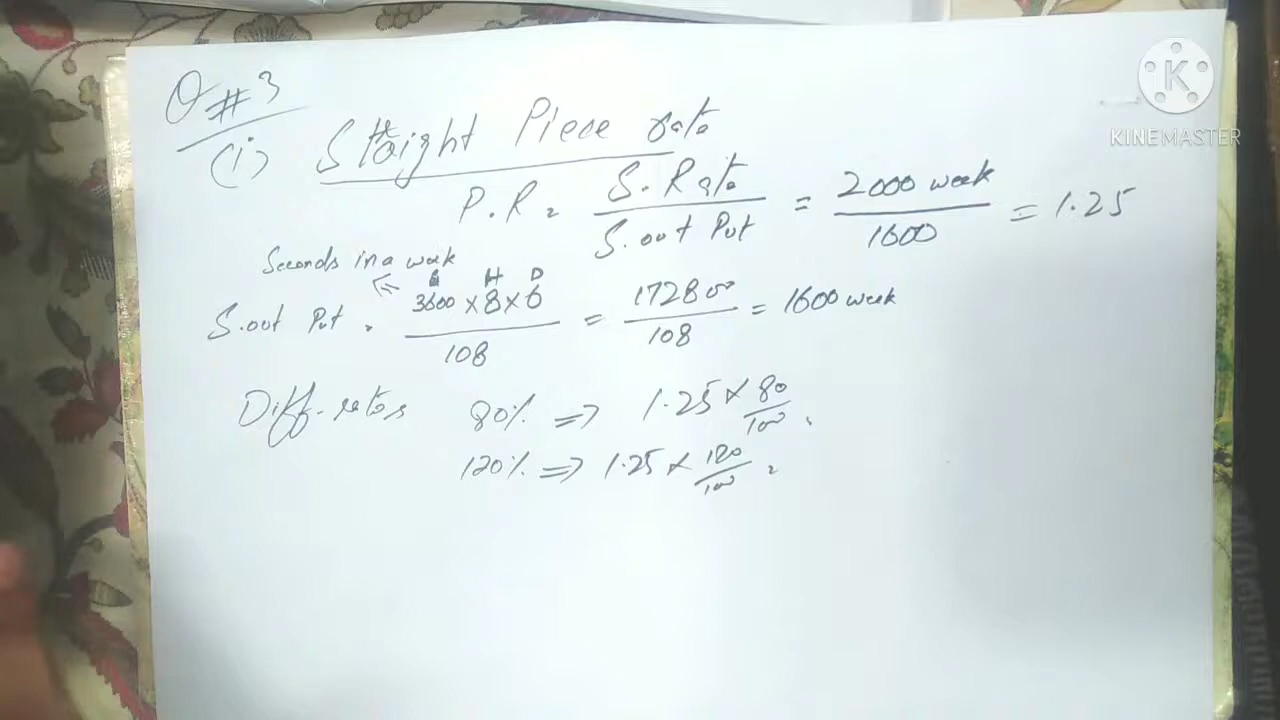 Q#3
(i) Straight Piece rate
P.R = S.Rate / S.out Put = 2000 week / 1600 = 1.25
Seconds in a week
H D
S.out Put = 3600 × 8 × 6 / 108 = 172800 / 108 = 1600 week
Diff-rates 80% => 1.25 × 80/100 =
120% => 1.25 × 120/100 =
K
KINEMASTER